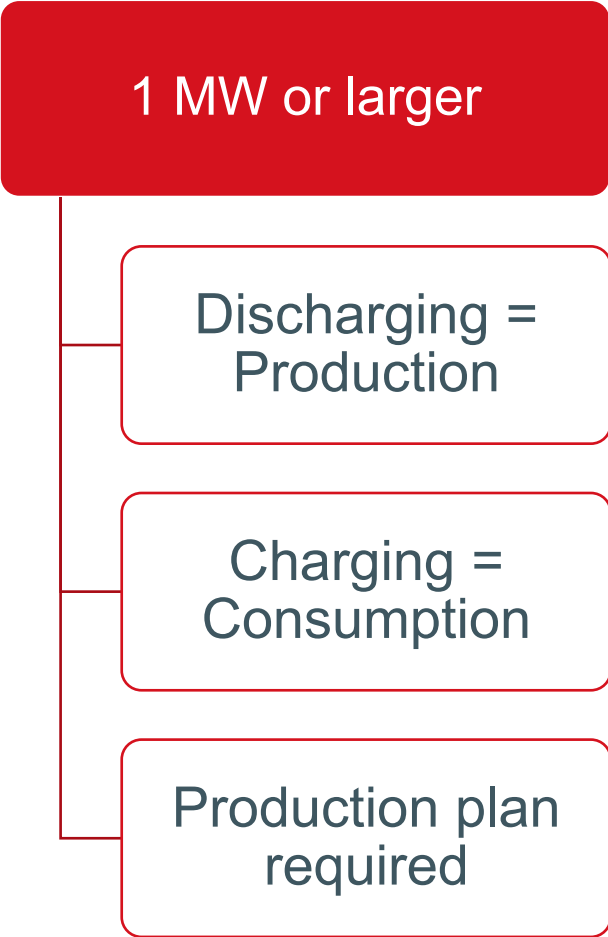 1 MW or larger
Discharging =
Production
Charging =
Consumption
Production plan
required